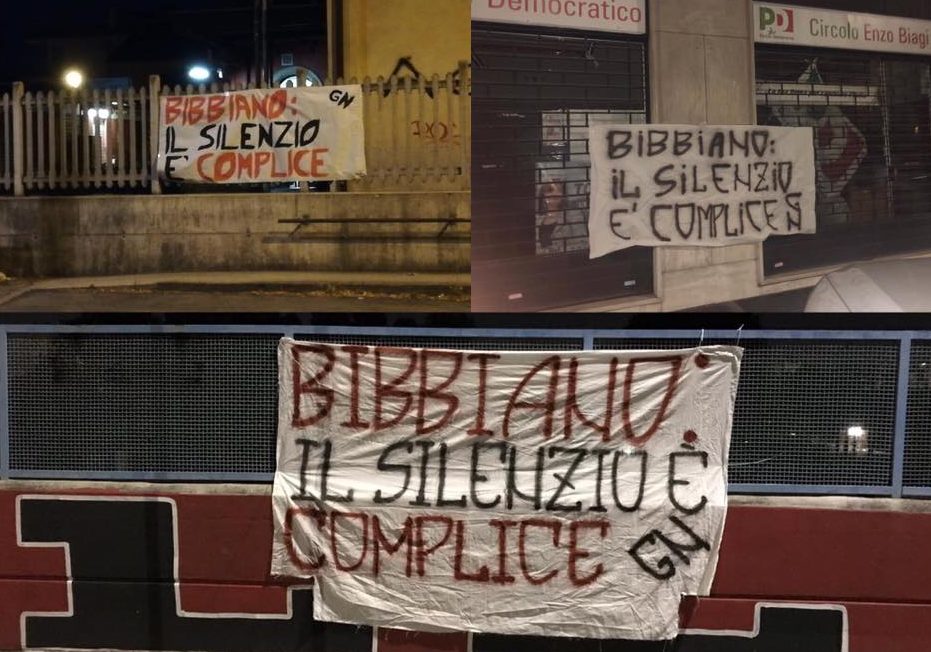 BIBBIANO:
GN
IL SILENZIO
E' COMPLICE
Democratico
PD
Circolo Enzo Biagi
BIBBIANO:
IL SILENZIO
E' COMPLICE
BIBBIANO:
IL SILENZIO È
COMPLICE
GN